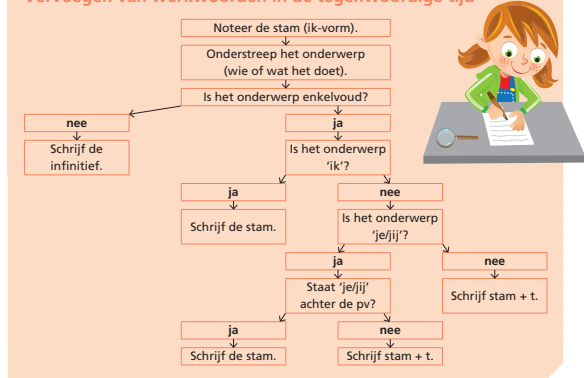 Vervoegen van werkwoorden in de tegenwoordige tijd
Noteer de stam (ik-vorm).
Onderstreep het onderwerp
(wie of wat het doet).
Is het onderwerp enkelvoud?
nee
ja
Schrijf de
infinitief.
Is het onderwerp
'ik'?
ja
nee
Schrijf de stam.
Is het onderwerp
'je/jij'?
ja
nee
Staat 'je/jij'
achter de pv?
Schrijf stam + t.
ja
nee
Schrijf de stam.
Schrijf stam + t.